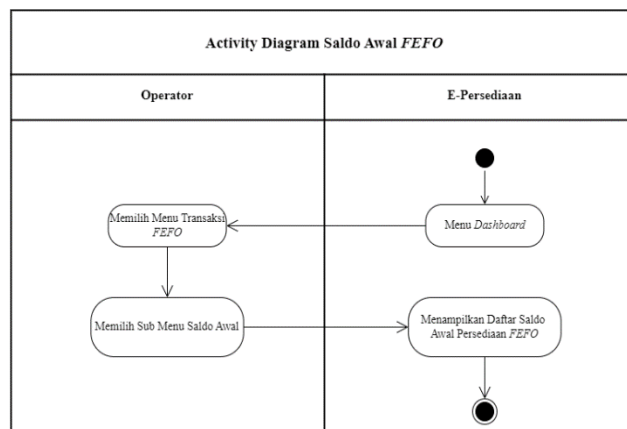 Activity Diagram Saldo Awal FEFO
Operator
E-Persediaan
Memilih Menu Transaksi
FEFO
Menu Dashboard
Memilih Sub Menu Saldo Awal
Menampilkan Daftar Saldo
Awal Persediaan FEFO